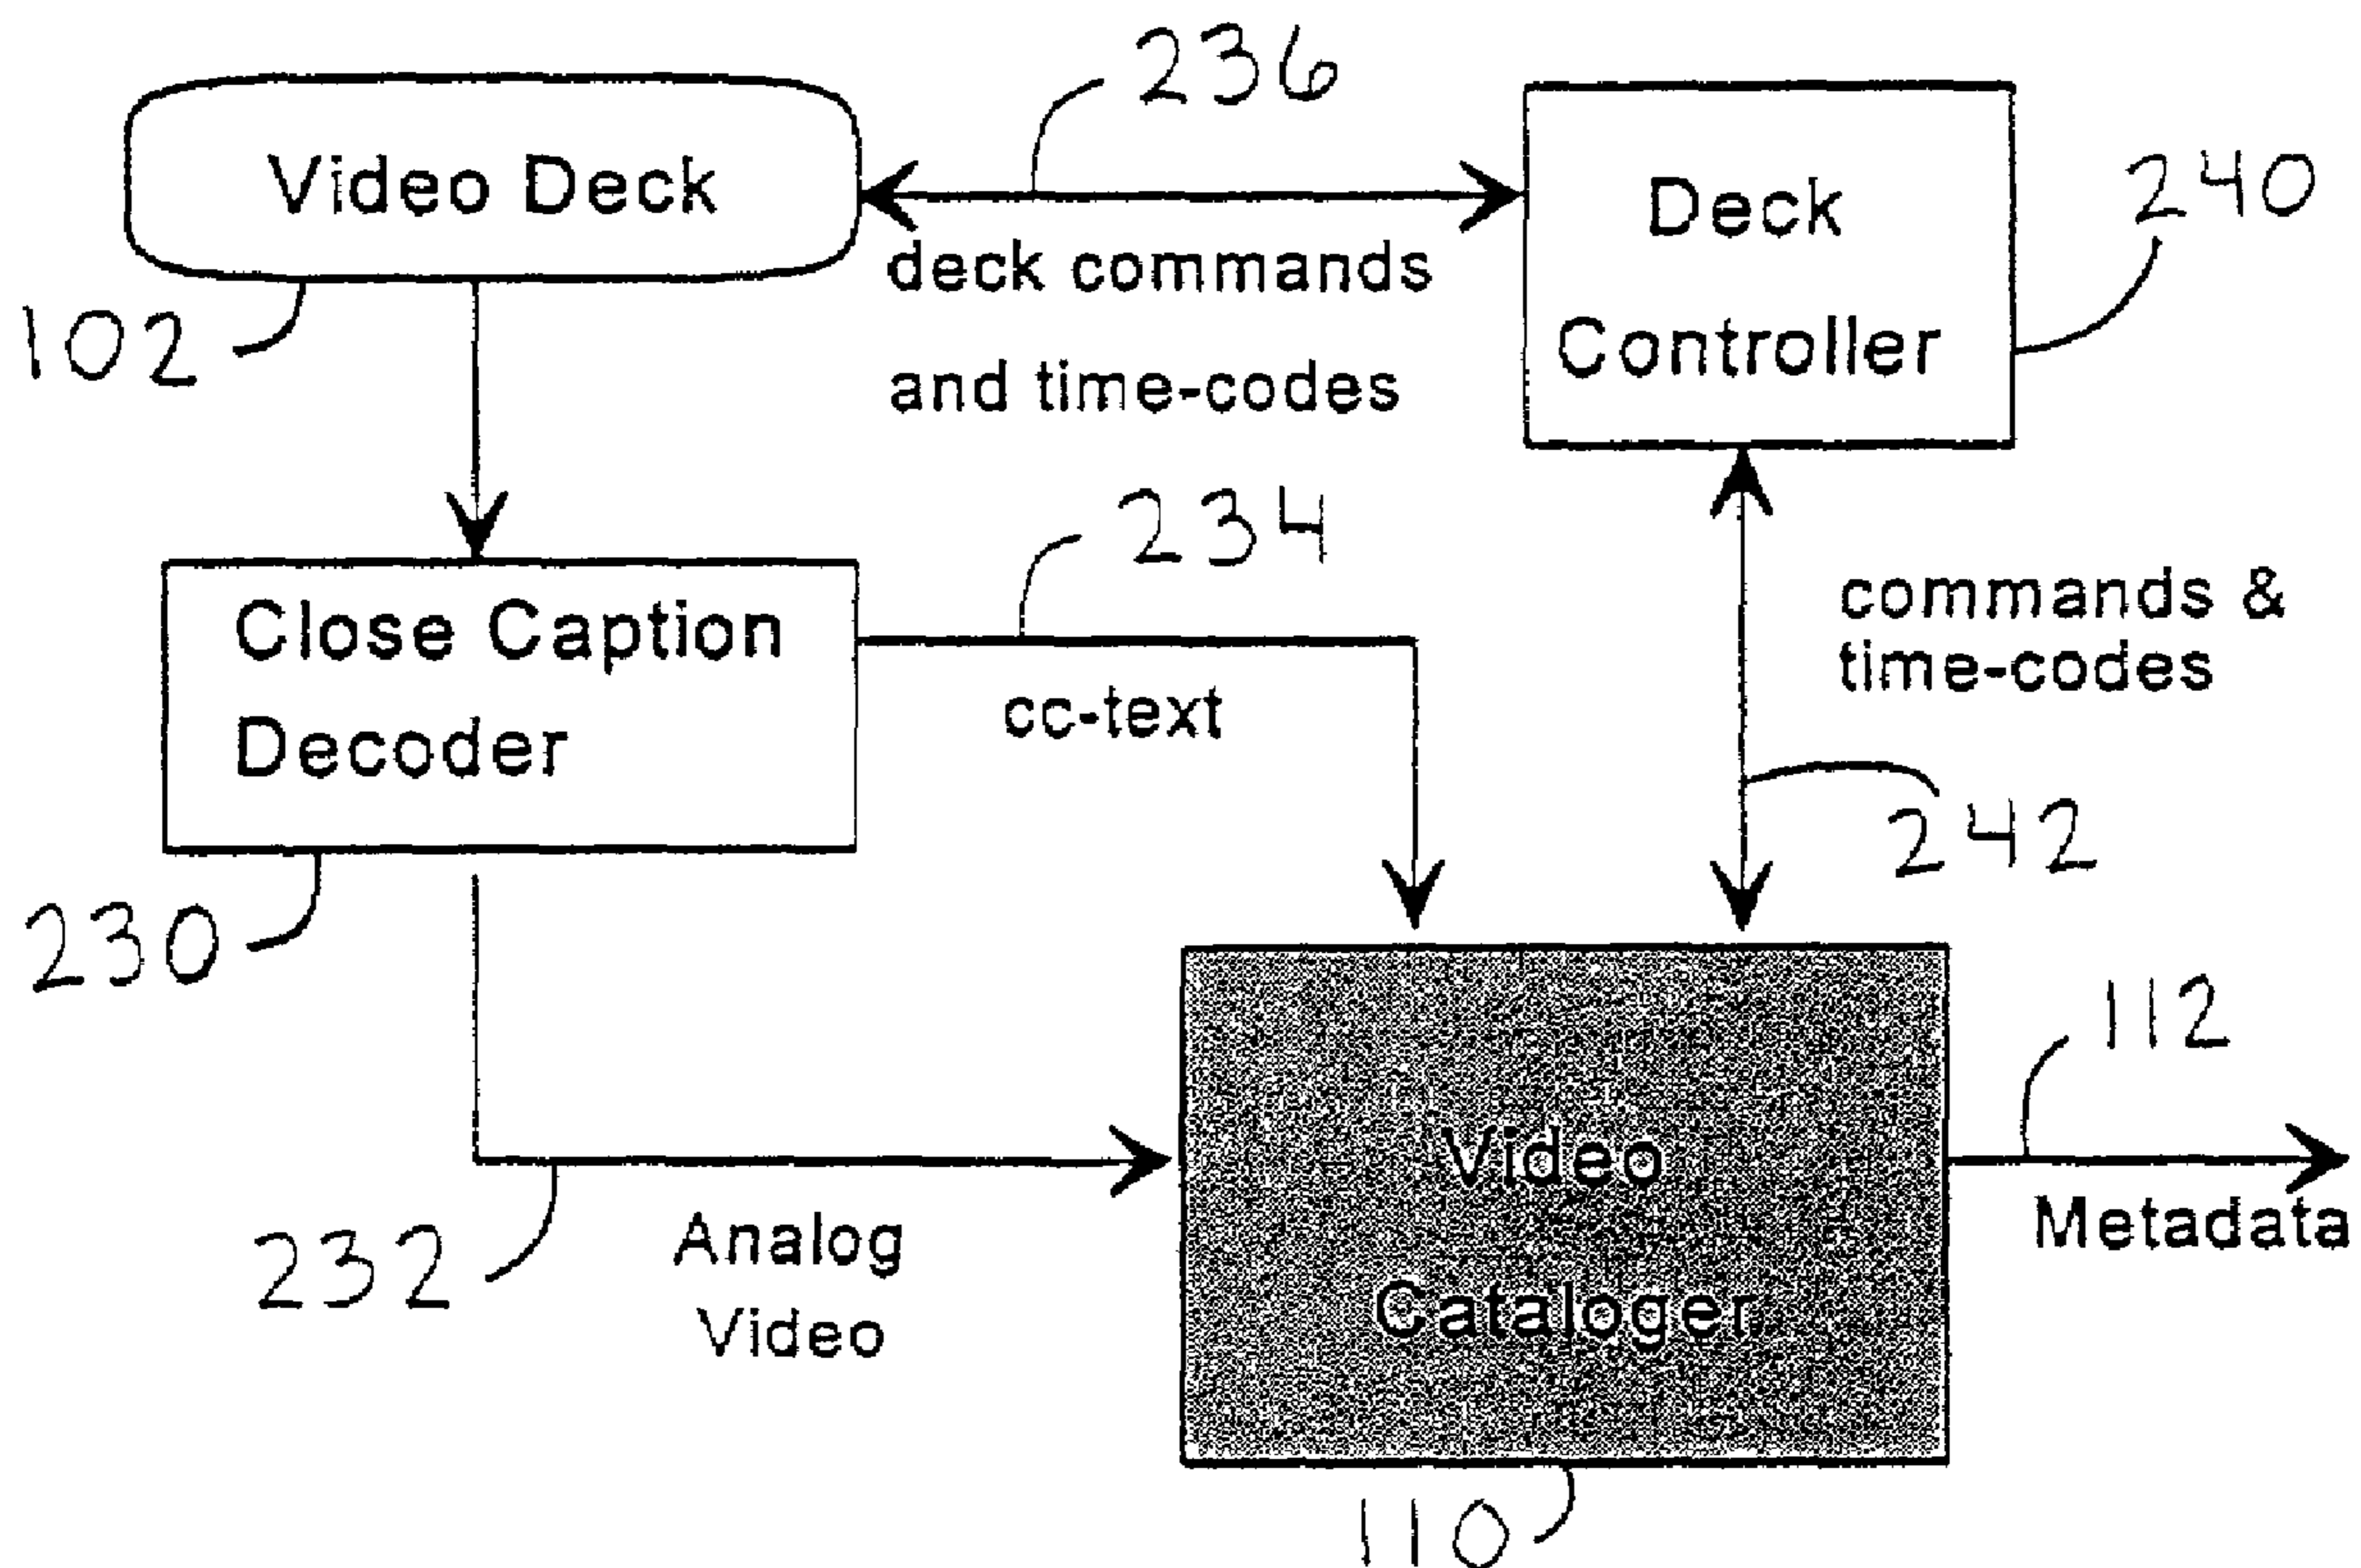 236
Video Deck
Deck
Controller
240
deck commands
and time-codes
102
234
Close Caption
Decoder
cc-text
commands &
time-codes
242
230
112
Video
Cataloger
Metadata
232
Analog
Video
110